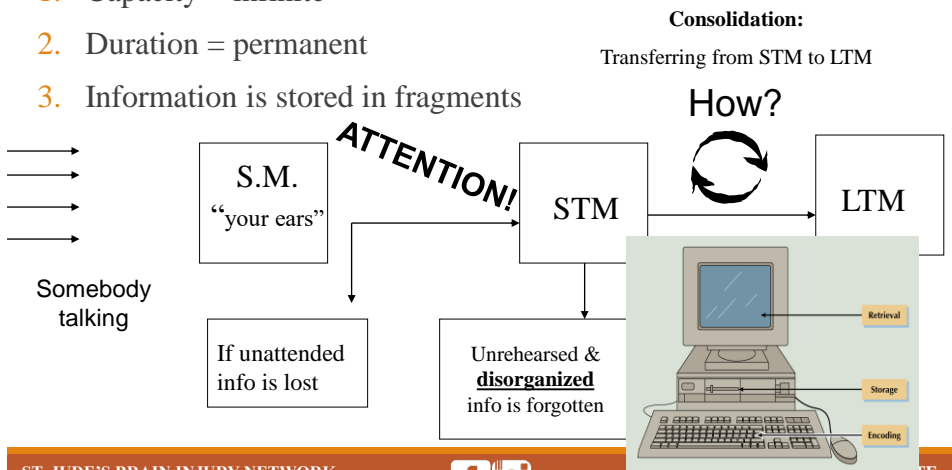 2. Duration = permanent
3. Information is stored in fragments
Consolidation:
Transferring from STM to LTM
How?
ATTENTION!
S.M.
“your ears”
STM
LTM
Somebody
talking
If unattended
info is lost
Unrehearsed &
disorganized
info is forgotten
Retrieval
Storage
Encoding
ST. JUDE'S BRAIN INJURY NETWORK